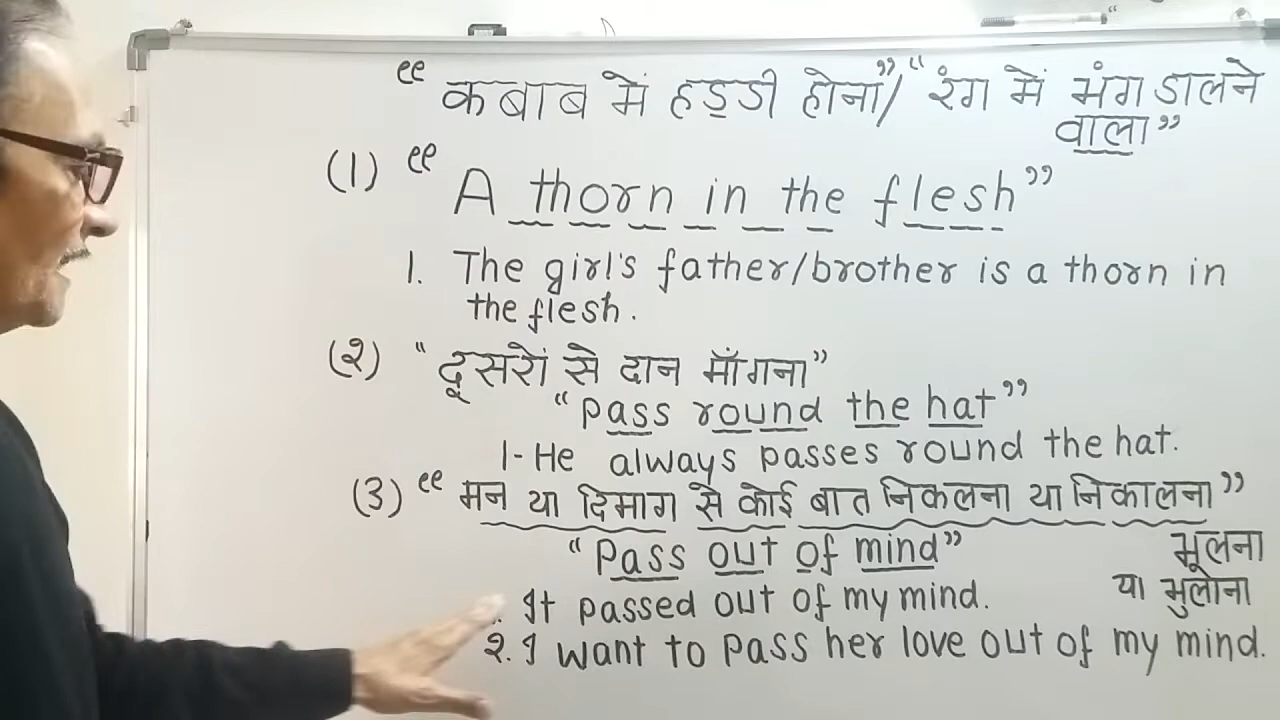 “कबाब में हड्डी होना”/“रंग में भंग डालने
वाला”
(1) “A thorn in the flesh”
1. The girl's father/brother is a thorn in
the flesh.
(२) “दूसरों से दान माँगना”
“Pass round the hat”
1- He always passes round the hat.
(3) “मन या दिमाग से कोई बात निकलना या निकालना”
“Pass out of mind” भूलना
या भुलाना
. It passed out of my mind.
२. I want to pass her love out of my mind.